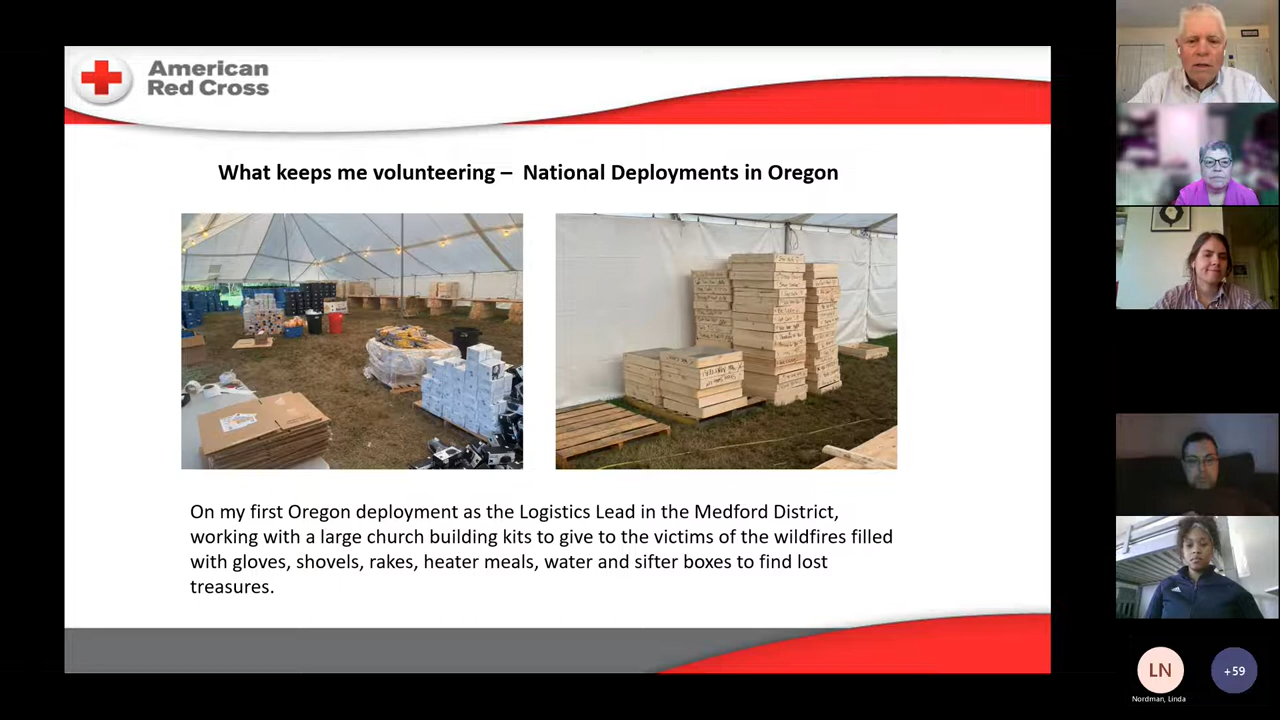 American
Red Cross
What keeps me volunteering – National Deployments in Oregon
On my first Oregon deployment as the Logistics Lead in the Medford District,
working with a large church building kits to give to the victims of the wildfires filled
with gloves, shovels, rakes, heater meals, water and sifter boxes to find lost
treasures.
LN
+59
Nordman, Linda